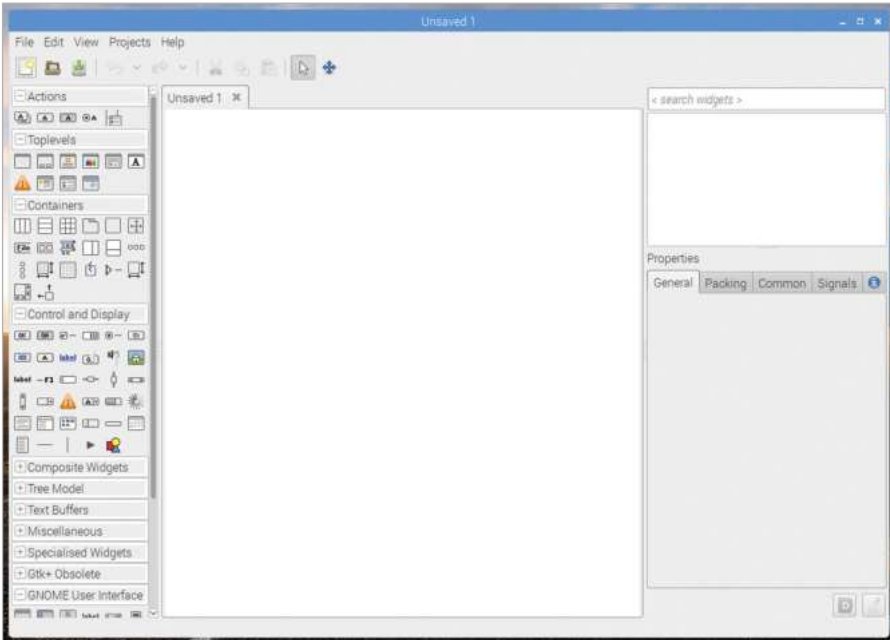 Unsaved 1
File Edit View Projects Help
Actions
Unsaved 1
< search widgets >
Toplevels
Containers
Properties
General Packing Common Signals
Control and Display
label
label
Composite Widgets
Tree Model
Text Buffers
Miscellaneous
Specialised Widgets
Gtk+ Obsolete
GNOME User Interface
label